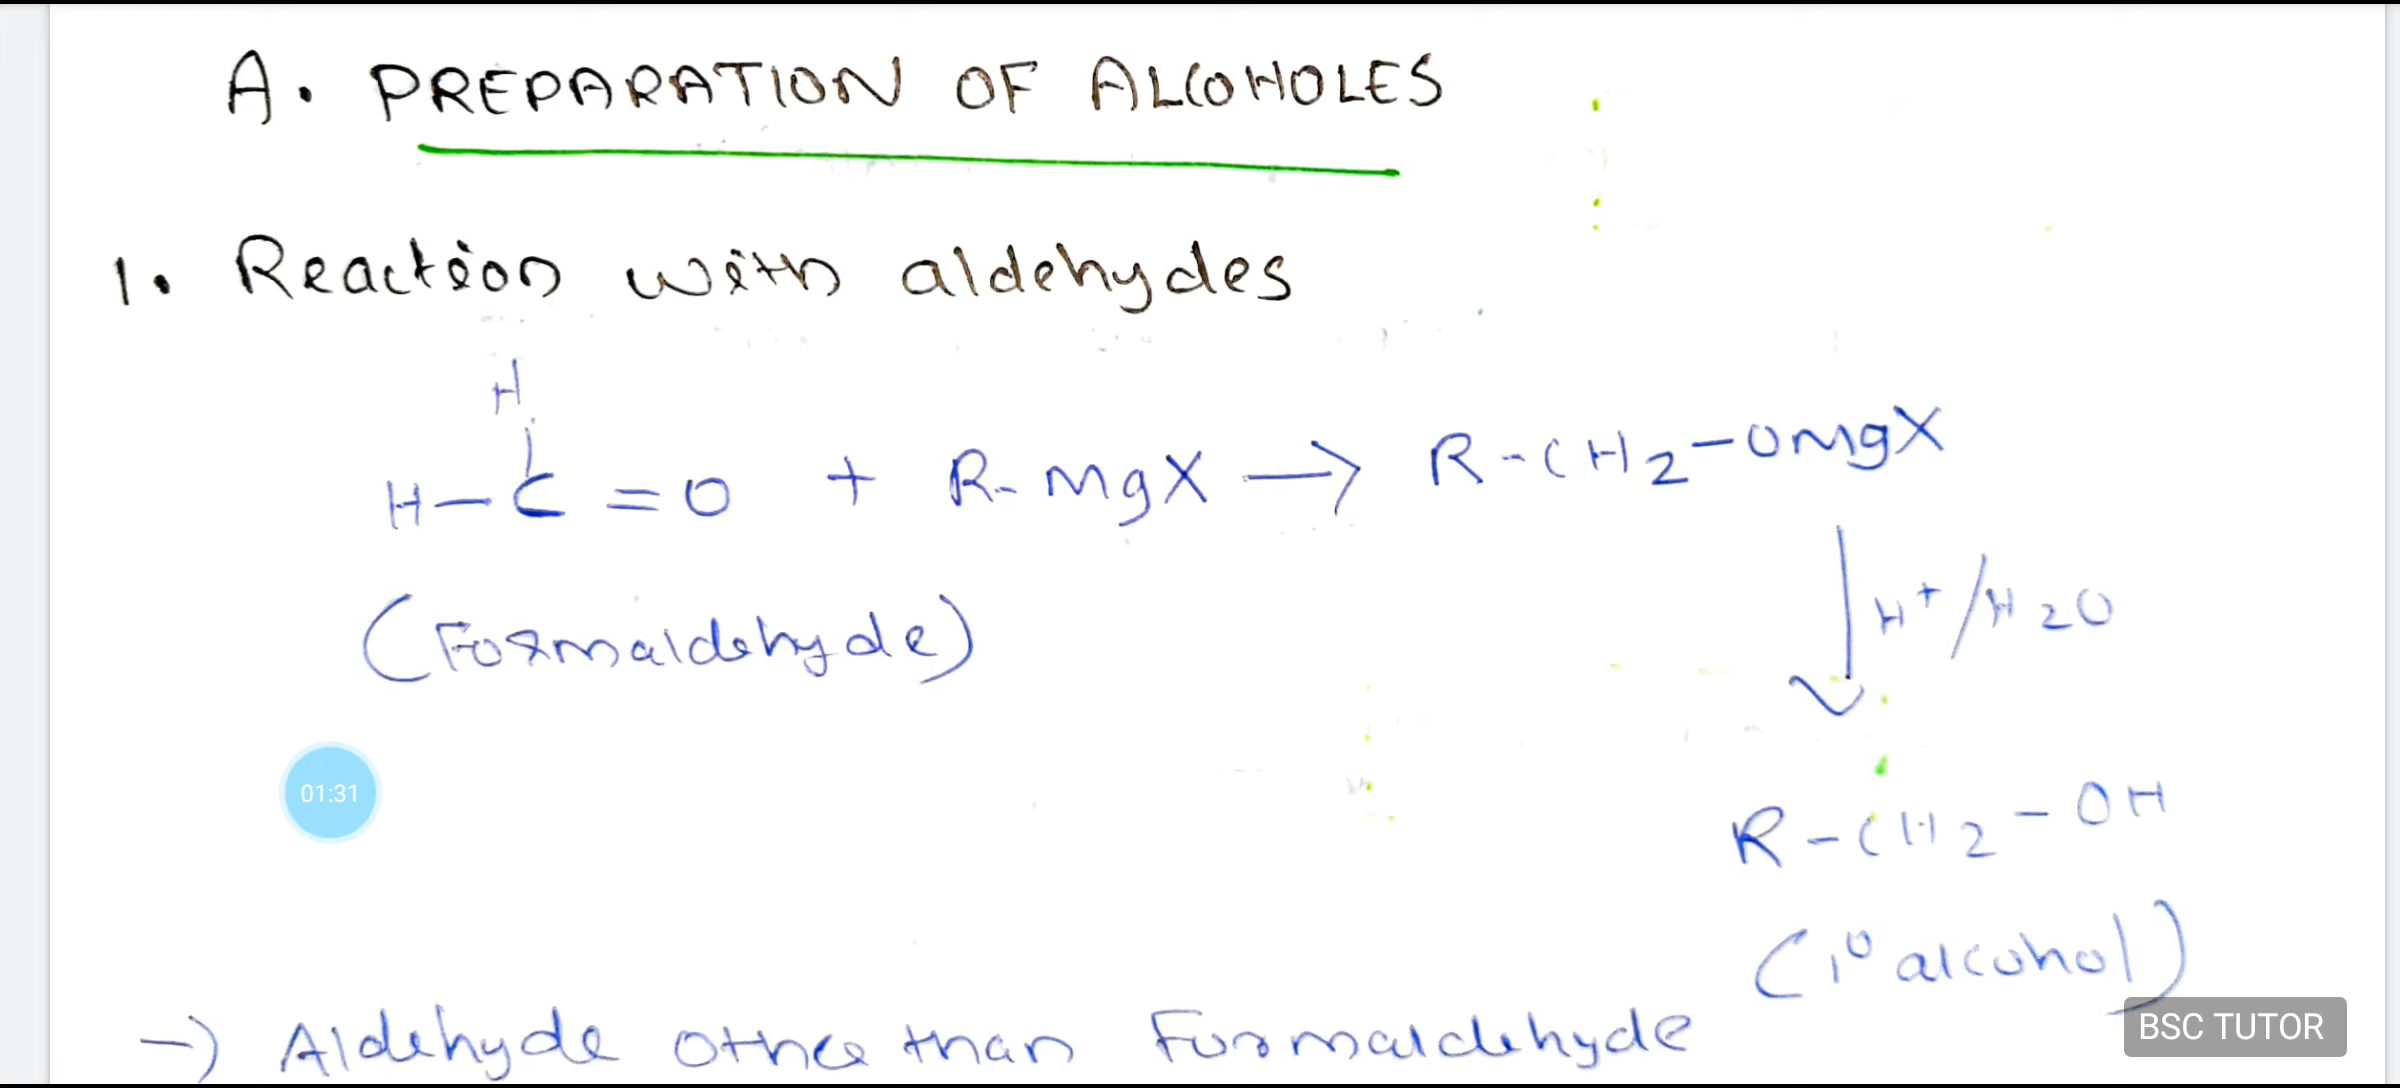 A. PREPARATION OF ALCOHOLES
1. Reaction with aldehydes
H
H-C=O + R-MgX → R-CH2-OMgX
(Formaldehyde)
H+/H2O
01:31
R-CH2-OH
(1⁰ alcohol)
→ Aldehyde other than Formaldehyde
BSC TUTOR